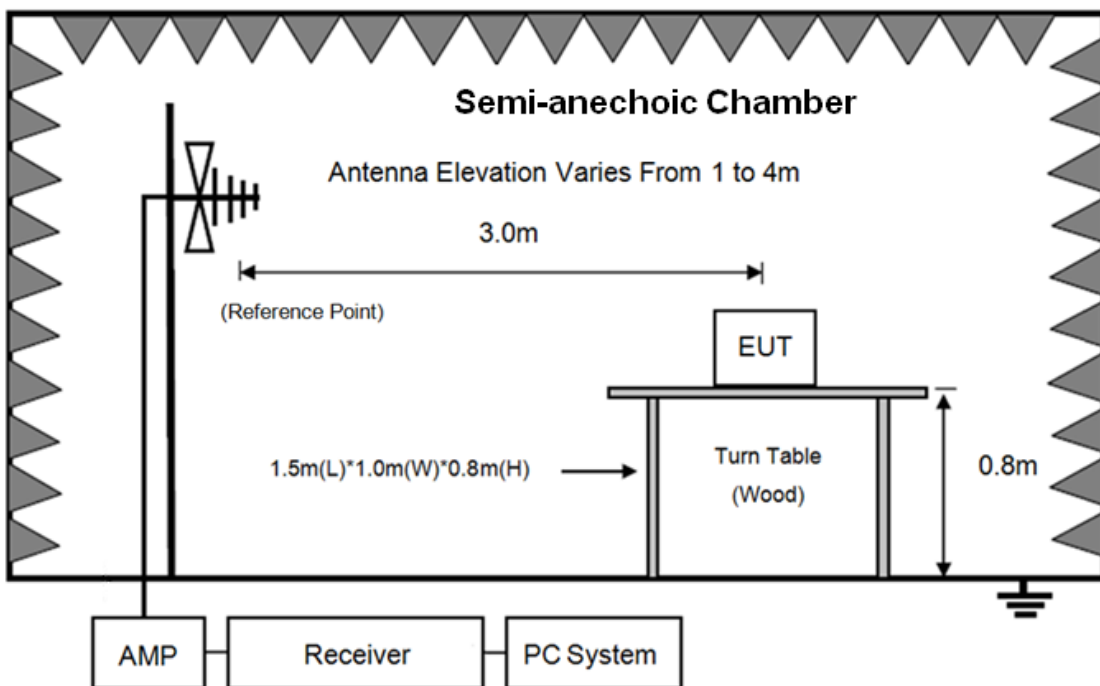 Semi-anechoic Chamber
Antenna Elevation Varies From 1 to 4m
3.0m
(Reference Point)
EUT
1.5m(L)*1.0m(W)*0.8m(H)
Turn Table
(Wood)
0.8m
AMP
Receiver
PC System